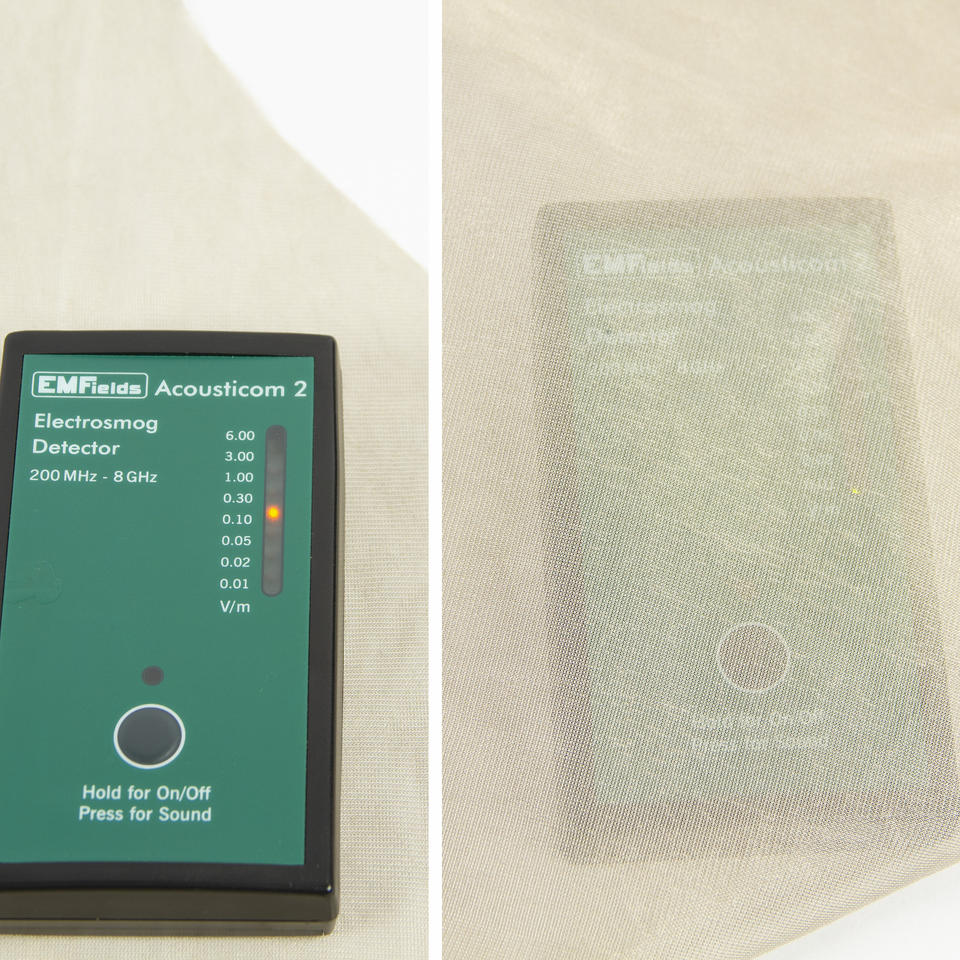 EMFields Acousticom 2
Electrosmog
Detector
200 MHz - 8 GHz
6.00
3.00
1.00
0.30
0.10
0.05
0.02
0.01
V/m
Hold for On/Off
Press for Sound
EMFields Acousticom 2
Electrosmog
Detector
Hold for On/Off
Press for Sound